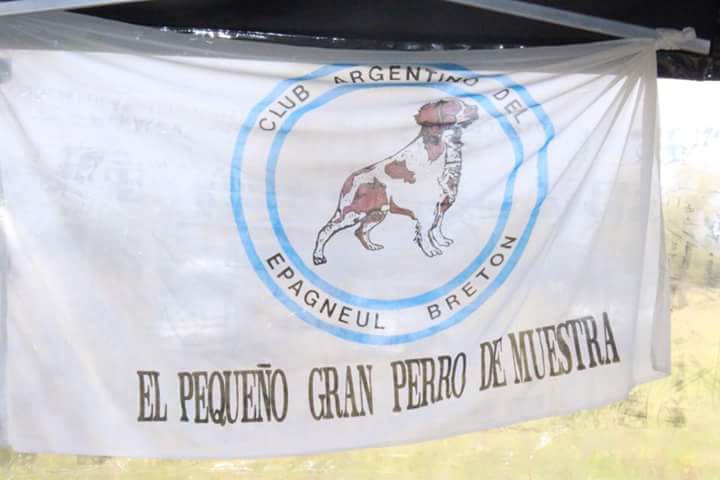 CLUB ARGENTINO DEL
EPAGNEUL BRETON
EL PEQUEÑO GRAN PERRO DE MUESTRA